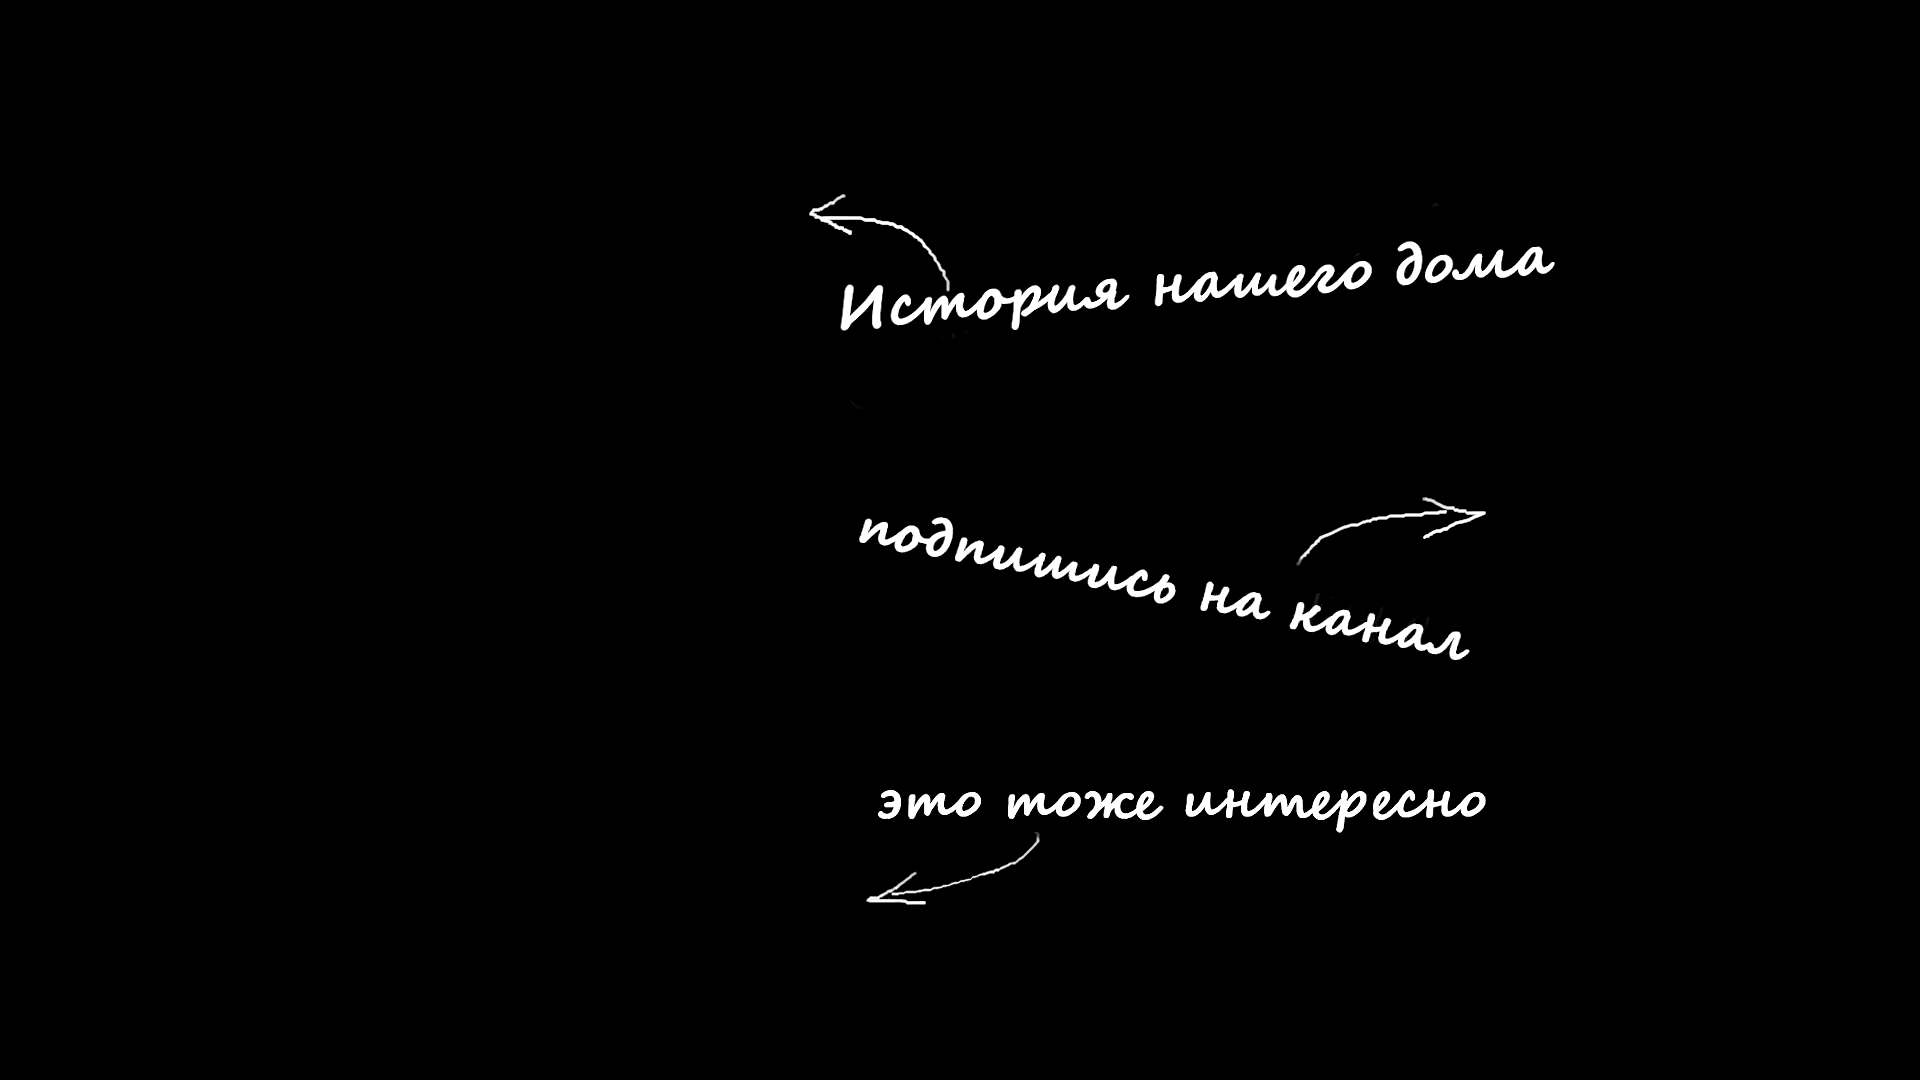 История нашего дома
подпишись на канал
это тоже интересно